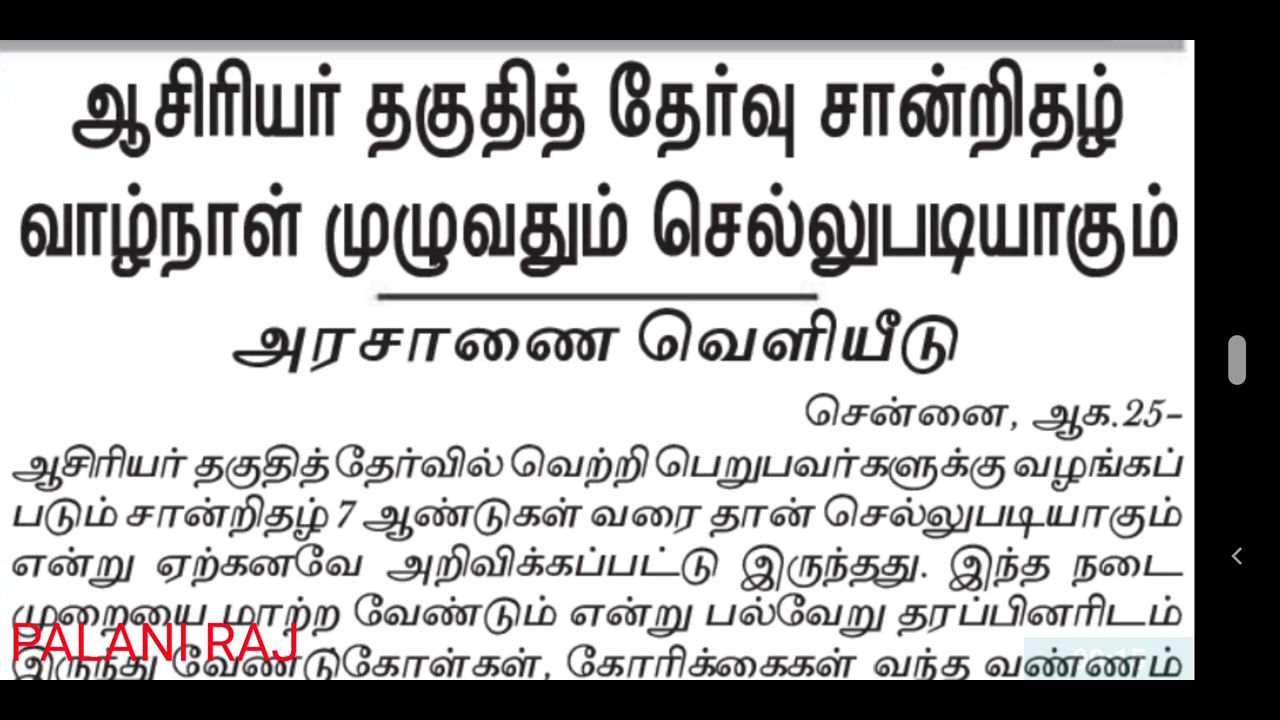 ஆசிரியர் தகுதித் தேர்வு சான்றிதழ்
வாழ்நாள் முழுவதும் செல்லுபடியாகும்
அரசாணை வெளியீடு
சென்னை, ஆக.25-
ஆசிரியர் தகுதித் தேர்வில் வெற்றி பெறுபவர்களுக்கு வழங்கப்
படும் சான்றிதழ் 7 ஆண்டுகள் வரை தான் செல்லுபடியாகும்
என்று ஏற்கனவே அறிவிக்கப்பட்டு இருந்தது. இந்த நடை
முறையை மாற்ற வேண்டும் என்று பல்வேறு தரப்பினரிடம்
PALANI RAJ
இருந்து வேண்டுகோள்கள், கோரிக்கைகள் வந்த வண்ணம்